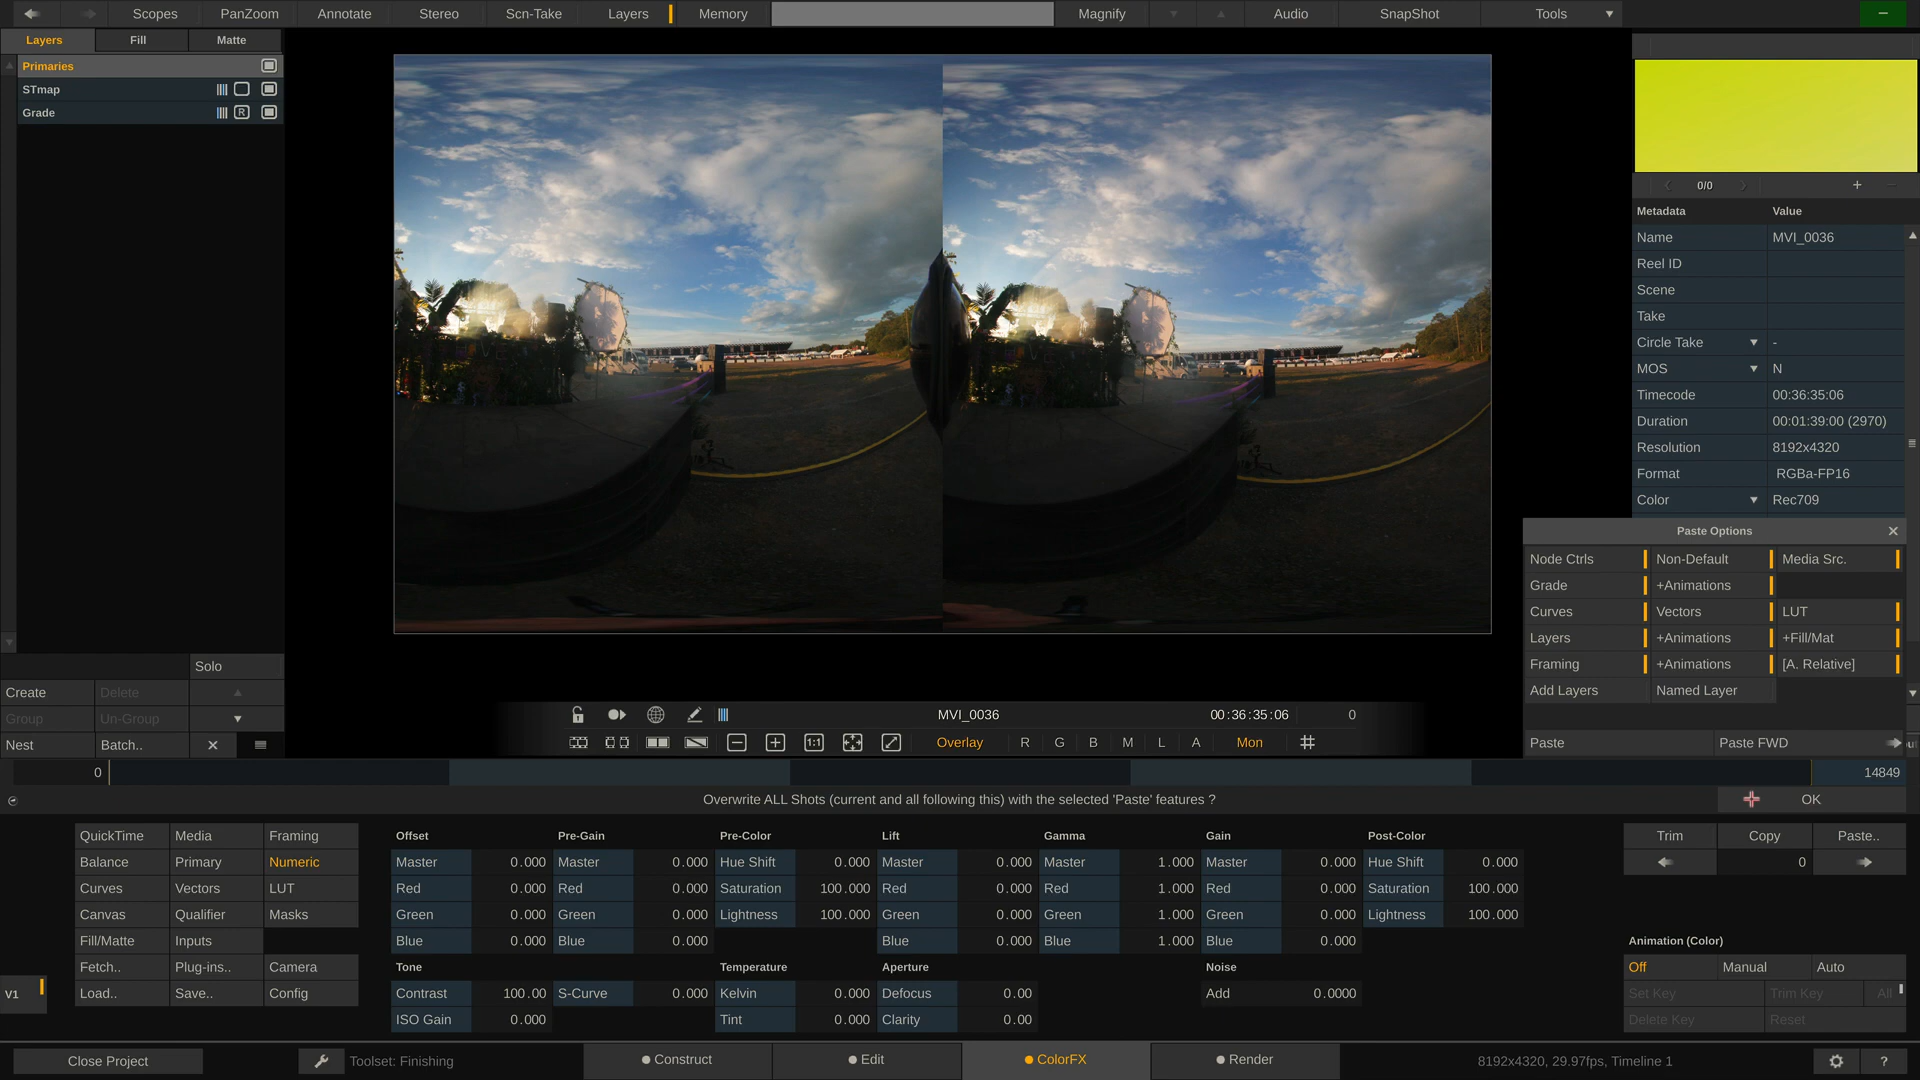 Scopes PanZoom Annotate Stereo Scn-Take Layers Memory Magnify Audio SnapShot Tools
Layers Fill Matte
Primaries
STmap
Grade R
0/0
Metadata Value
Name MVI_0036
Reel ID
Scene
Take
Circle Take -
MOS N
Timecode 00:36:35:06
Duration 00:01:39:00 (2970)
Resolution 8192x4320
Format RGBa-FP16
Color Rec709
Paste Options
Node Ctrls Non-Default Media Src.
Grade +Animations
Curves Vectors LUT
Layers +Animations +Fill/Mat
Framing +Animations [A. Relative]
Add Layers Named Layer
Paste Paste FWD
Solo
Create Delete
Group Un-Group
Nest Batch..
MVI_0036 00:36:35:06 0
1:1 Overlay R G B M L A Mon
0 14849
Overwrite ALL Shots (current and all following this) with the selected 'Paste' features ? OK
QuickTime Media Framing
Balance Primary Numeric
Curves Vectors LUT
Canvas Qualifier Masks
Fill/Matte Inputs
Fetch.. Plug-ins.. Camera
Load.. Save.. Config
V1
Offset Pre-Gain Pre-Color Lift Gamma Gain Post-Color
Master 0.000 Master 0.000 Hue Shift 0.000 Master 0.000 Master 1.000 Master 0.000 Hue Shift 0.000
Red 0.000 Red 0.000 Saturation 100.000 Red 0.000 Red 1.000 Red 0.000 Saturation 100.000
Green 0.000 Green 0.000 Lightness 100.000 Green 0.000 Green 1.000 Green 0.000 Lightness 100.000
Blue 0.000 Blue 0.000 Blue 0.000 Blue 1.000 Blue 0.000
Tone Temperature Aperture Noise
Contrast 100.00 S-Curve 0.000 Kelvin 0.000 Defocus 0.00 Add 0.0000
ISO Gain 0.000 Tint 0.000 Clarity 0.00
Trim Copy Paste..
0
Animation (Color)
Off Manual Auto
Set Key Trim Key All
Delete Key Reset
Close Project Toolset: Finishing Construct Edit ColorFX Render 8192x4320, 29.97fps, Timeline 1 ?